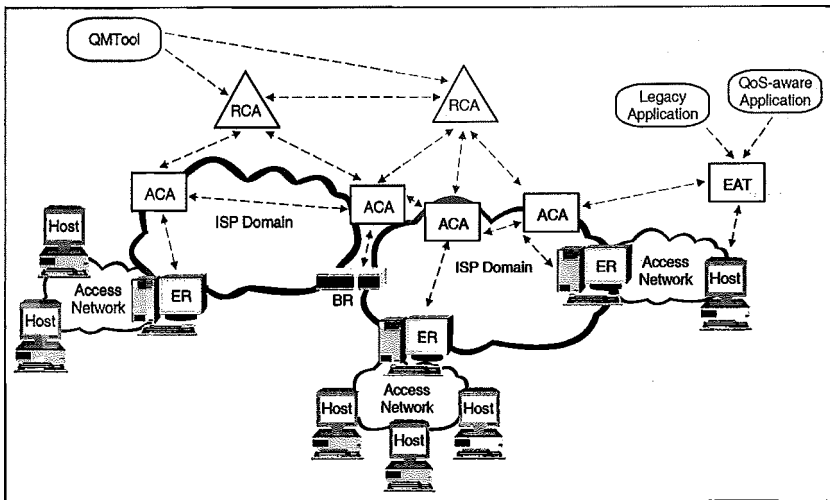 QMTool
RCA
RCA
Legacy
Application
QoS-aware
Application
ACA
ISP Domain
ACA
ACA
ACA
EAT
Host
Host
Access
Network
ER
BR
ISP Domain
ER
Access
Network
Host
ER
Access
Network
Host
Host
Host